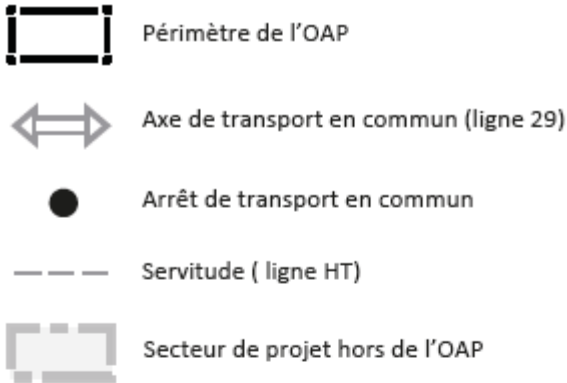 Périmètre de l’OAP
Axe de transport en commun (ligne 29)
Arrêt de transport en commun
Servitude ( ligne HT)
Secteur de projet hors de l’OAP